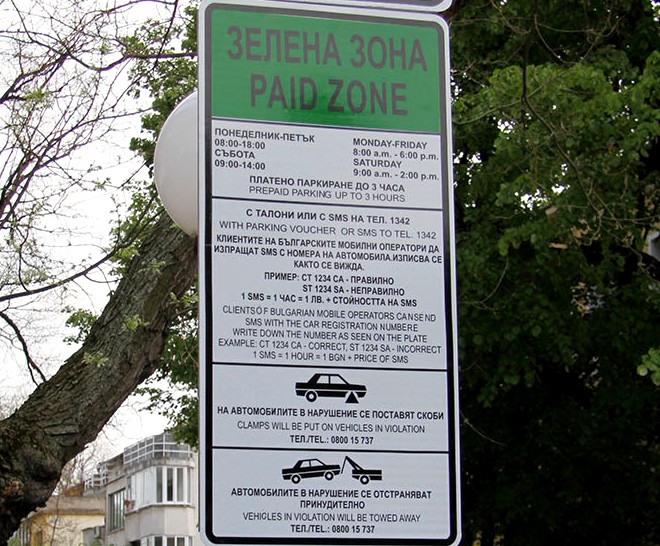 ЗЕЛЕНА ЗОНА
PAID ZONE
ПОНЕДЕЛНИК-ПЕТЪК
08:00-18:00
СЪБОТА
09:00-14:00
MONDAY-FRIDAY
8:00 a.m. - 6:00 p.m.
SATURDAY
9:00 a.m. - 2:00 p.m.
ПЛАТЕНО ПАРКИРАНЕ ДО 3 ЧАСА
PREPAID PARKING UP TO 3 HOURS
С ТАЛОНИ ИЛИ С SMS НА ТЕЛ. 1342
WITH PARKING VOUCHER OR SMS TO TEL. 1342
КЛИЕНТИТЕ НА БЪЛГАРСКИТЕ МОБИЛНИ ОПЕРАТОРИ ДА
ИЗПРАЩАТ SMS С НОМЕРА НА АВТОМОБИЛА.ИЗПИСВА СЕ
КАКТО СЕ ВИЖДА.
ПРИМЕР: CT 1234 CA - ПРАВИЛНО
ST 1234 SA - НЕПРАВИЛНО
1 SMS = 1 ЧАС = 1 ЛВ. + СТОЙНОСТТА НА SMS
CLIENTS OF BULGARIAN MOBILE OPERATORS CAN SEND
SMS WITH THE CAR REGISTRATION NUMBERE
WRITE DOWN THE NUMBER AS SEEN ON THE PLATE
EXAMPLE: CT 1234 CA - CORRECT, ST 1234 SA - INCORRECT
1 SMS = 1 HOUR = 1 BGN + PRICE OF SMS
НА АВТОМОБИЛИТЕ В НАРУШЕНИЕ СЕ ПОСТАВЯТ СКОБИ
CLAMPS WILL BE PUT ON VEHICLES IN VIOLATION
ТЕЛ./TEL.: 0800 15 737
АВТОМОБИЛИТЕ В НАРУШЕНИЕ СЕ ОТСТРАНЯВАТ
ПРИНУДИТЕЛНО
VEHICLES IN VIOLATION WILL BE TOWED AWAY
ТЕЛ./TEL.: 0800 15 737